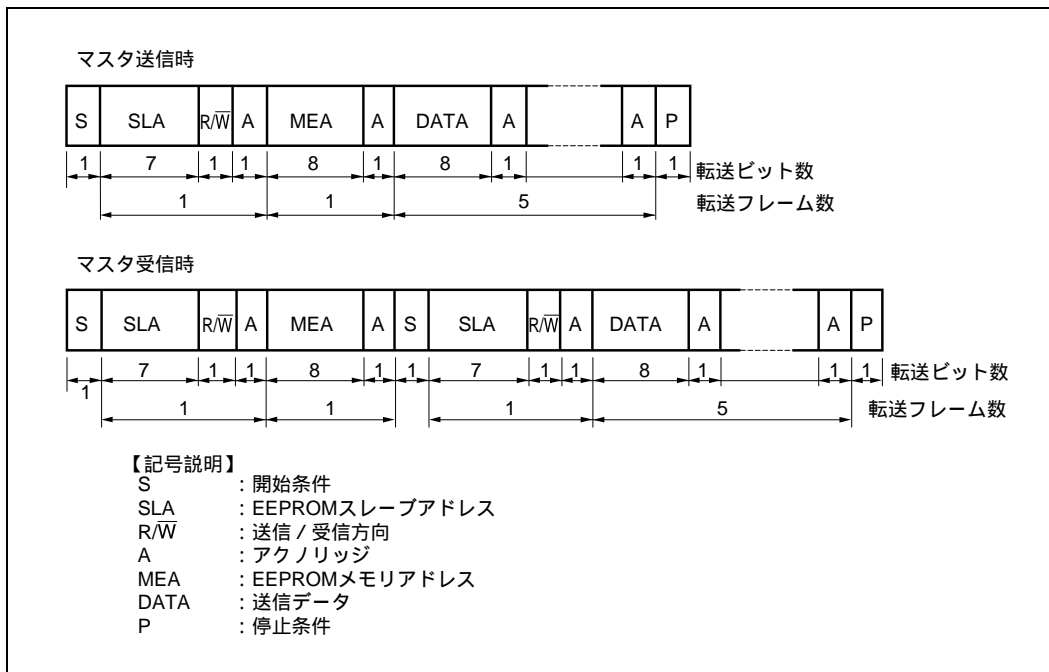 マスタ送信時
S SLA R/W̅ A MEA A DATA A A P
1 7 1 1 8 1 8 1 1 1 転送ビット数
1 1 5 転送フレーム数
マスタ受信時
S SLA R/W̅ A MEA A S SLA R/W̅ A DATA A A P
1 7 1 1 8 1 1 7 1 1 8 1 1 1 転送ビット数
1 1 1 5 転送フレーム数
【記号説明】
S : 開始条件
SLA : EEPROMスレーブアドレス
R/W̅ : 送信 / 受信方向
A : アクノリッジ
MEA : EEPROMメモリアドレス
DATA : 送信データ
P : 停止条件